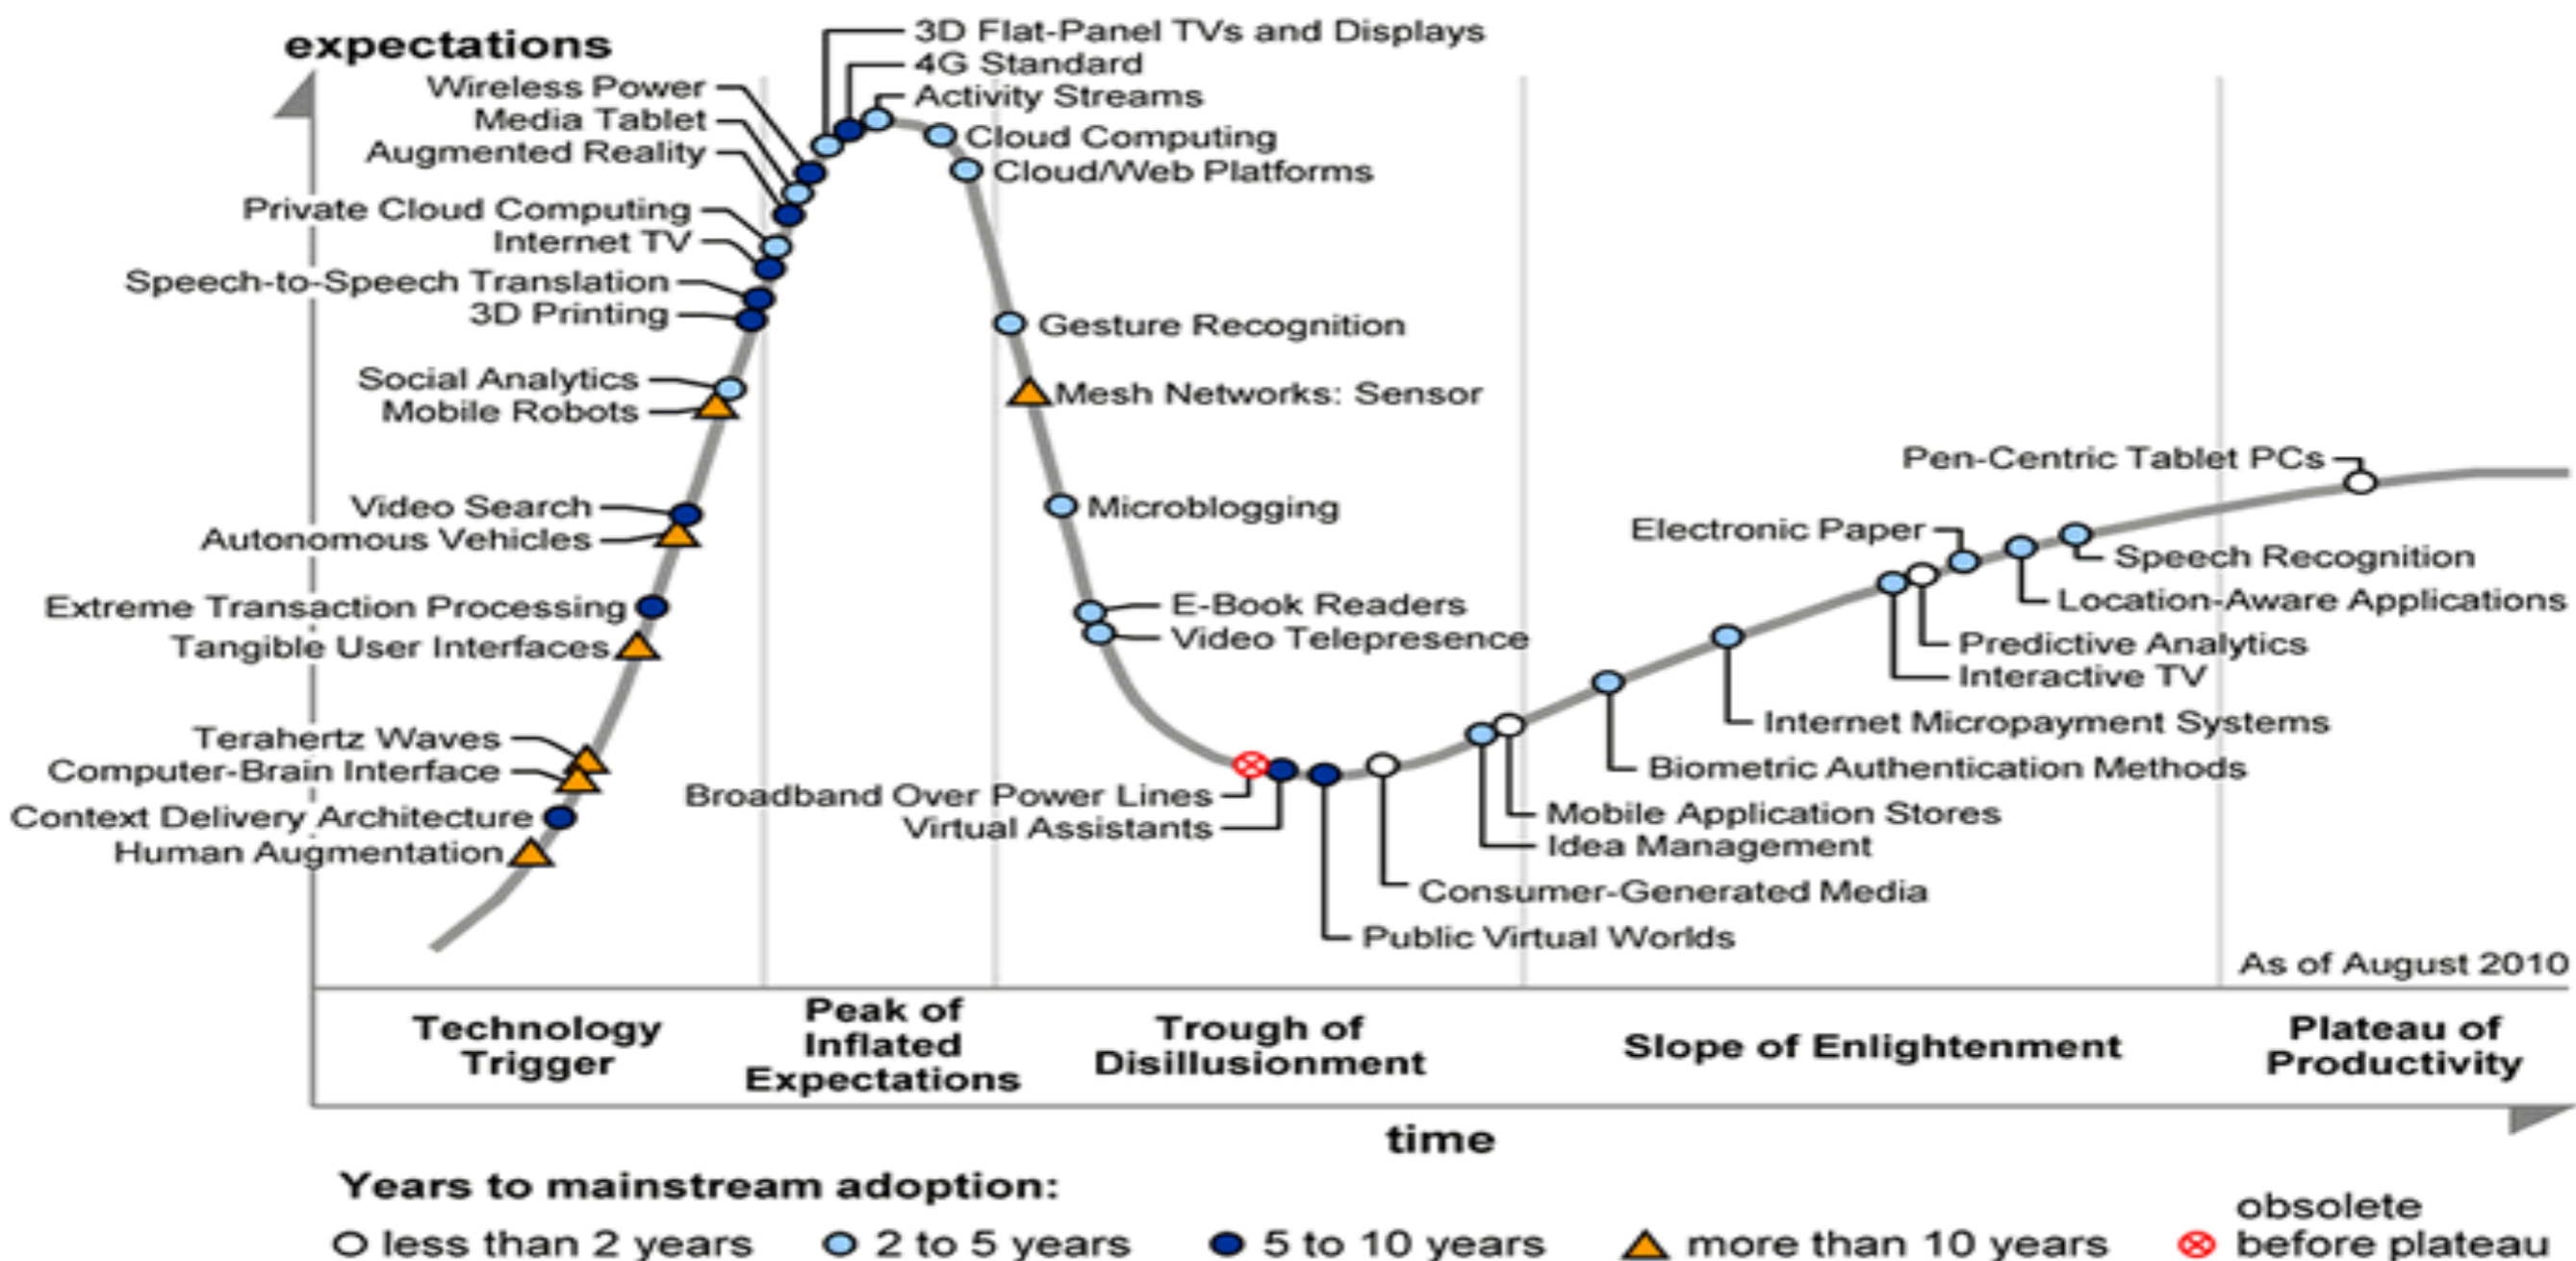 expectations
3D Flat-Panel TVs and Displays
4G Standard
Activity Streams
Wireless Power
Media Tablet
Augmented Reality
Cloud Computing
Cloud/Web Platforms
Private Cloud Computing
Internet TV
Speech-to-Speech Translation
3D Printing
Gesture Recognition
Social Analytics
Mobile Robots
Mesh Networks: Sensor
Video Search
Autonomous Vehicles
Microblogging
Pen-Centric Tablet PCs
Electronic Paper
Speech Recognition
Location-Aware Applications
Extreme Transaction Processing
Tangible User Interfaces
E-Book Readers
Video Telepresence
Predictive Analytics
Interactive TV
Internet Micropayment Systems
Biometric Authentication Methods
Terahertz Waves
Computer-Brain Interface
Context Delivery Architecture
Human Augmentation
Broadband Over Power Lines
Virtual Assistants
Mobile Application Stores
Idea Management
Consumer-Generated Media
Public Virtual Worlds
As of August 2010
Technology
Trigger
Peak of
Inflated
Expectations
Trough of
Disillusionment
Slope of Enlightenment
Plateau of
Productivity
time
Years to mainstream adoption:
less than 2 years
2 to 5 years
5 to 10 years
more than 10 years
obsolete
before plateau